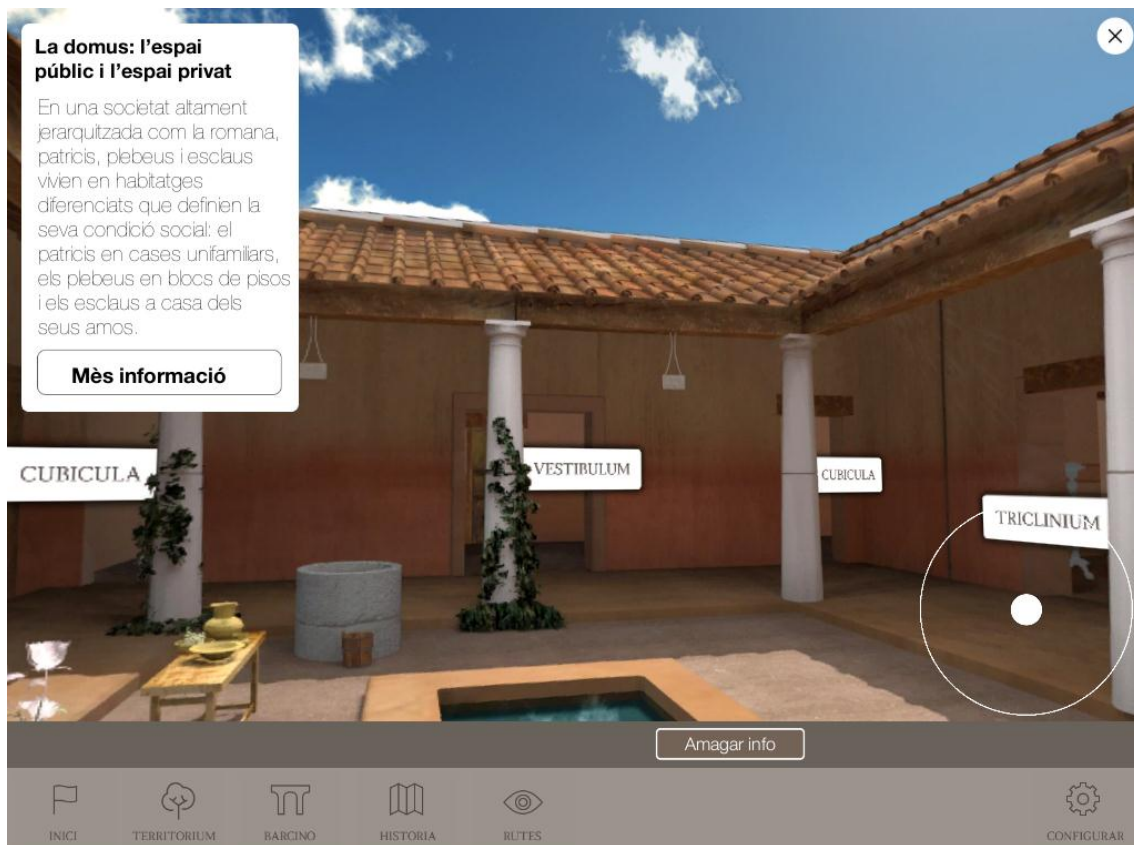 La domus: l'espai
públic i l'espai privat
En una societat altament
jerarquitzada com la romana,
patricis, plebeus i esclaus
vivien en habitatges
diferenciats que definien la
seva condició social: el
patricis en cases unifamiliars,
els plebeus en blocs de pisos
i els esclaus a casa dels
seus amos.
Mès informació
CUBICULA
VESTIBULUM
CUBICULA
TRICLINIUM
Amagar info
INICI
TERRITORIUM
BARCINO
HISTORIA
RUTES
CONFIGURAR